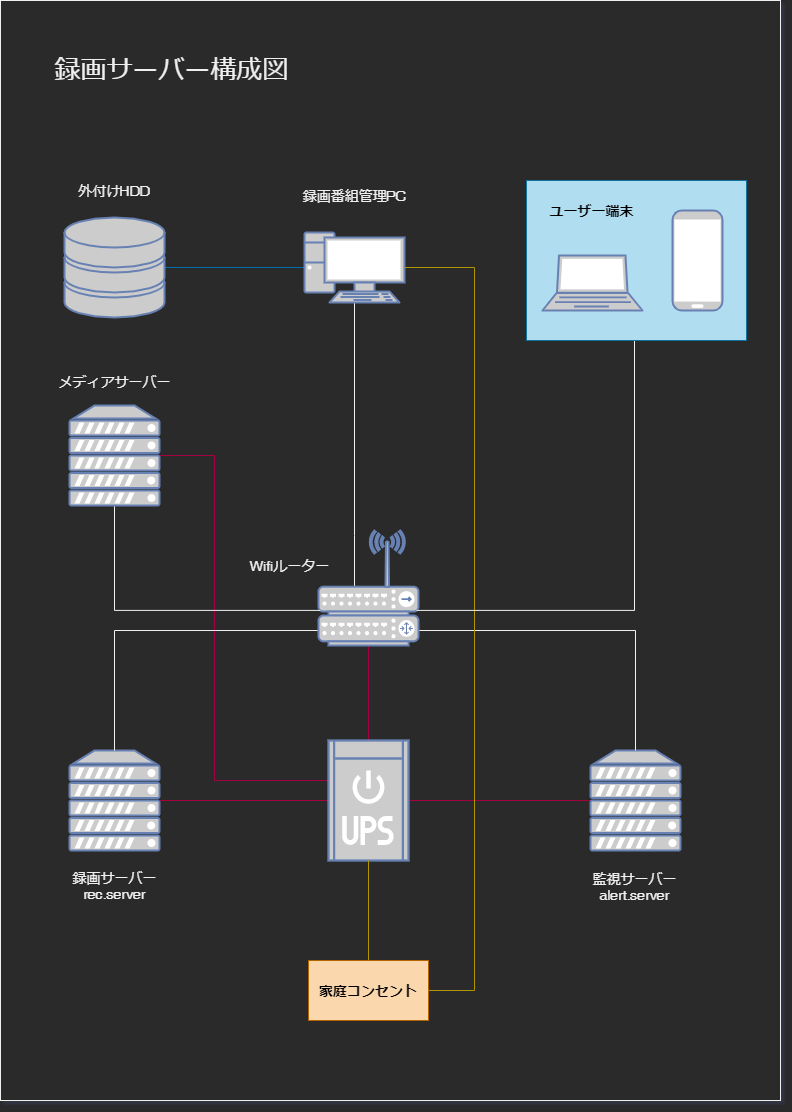 録画サーバー構成図
外付けHDD
録画番組管理PC
ユーザー端末
メディアサーバー
Wifiルーター
UPS
録画サーバー
rec.server
監視サーバー
alert.server
家庭コンセント